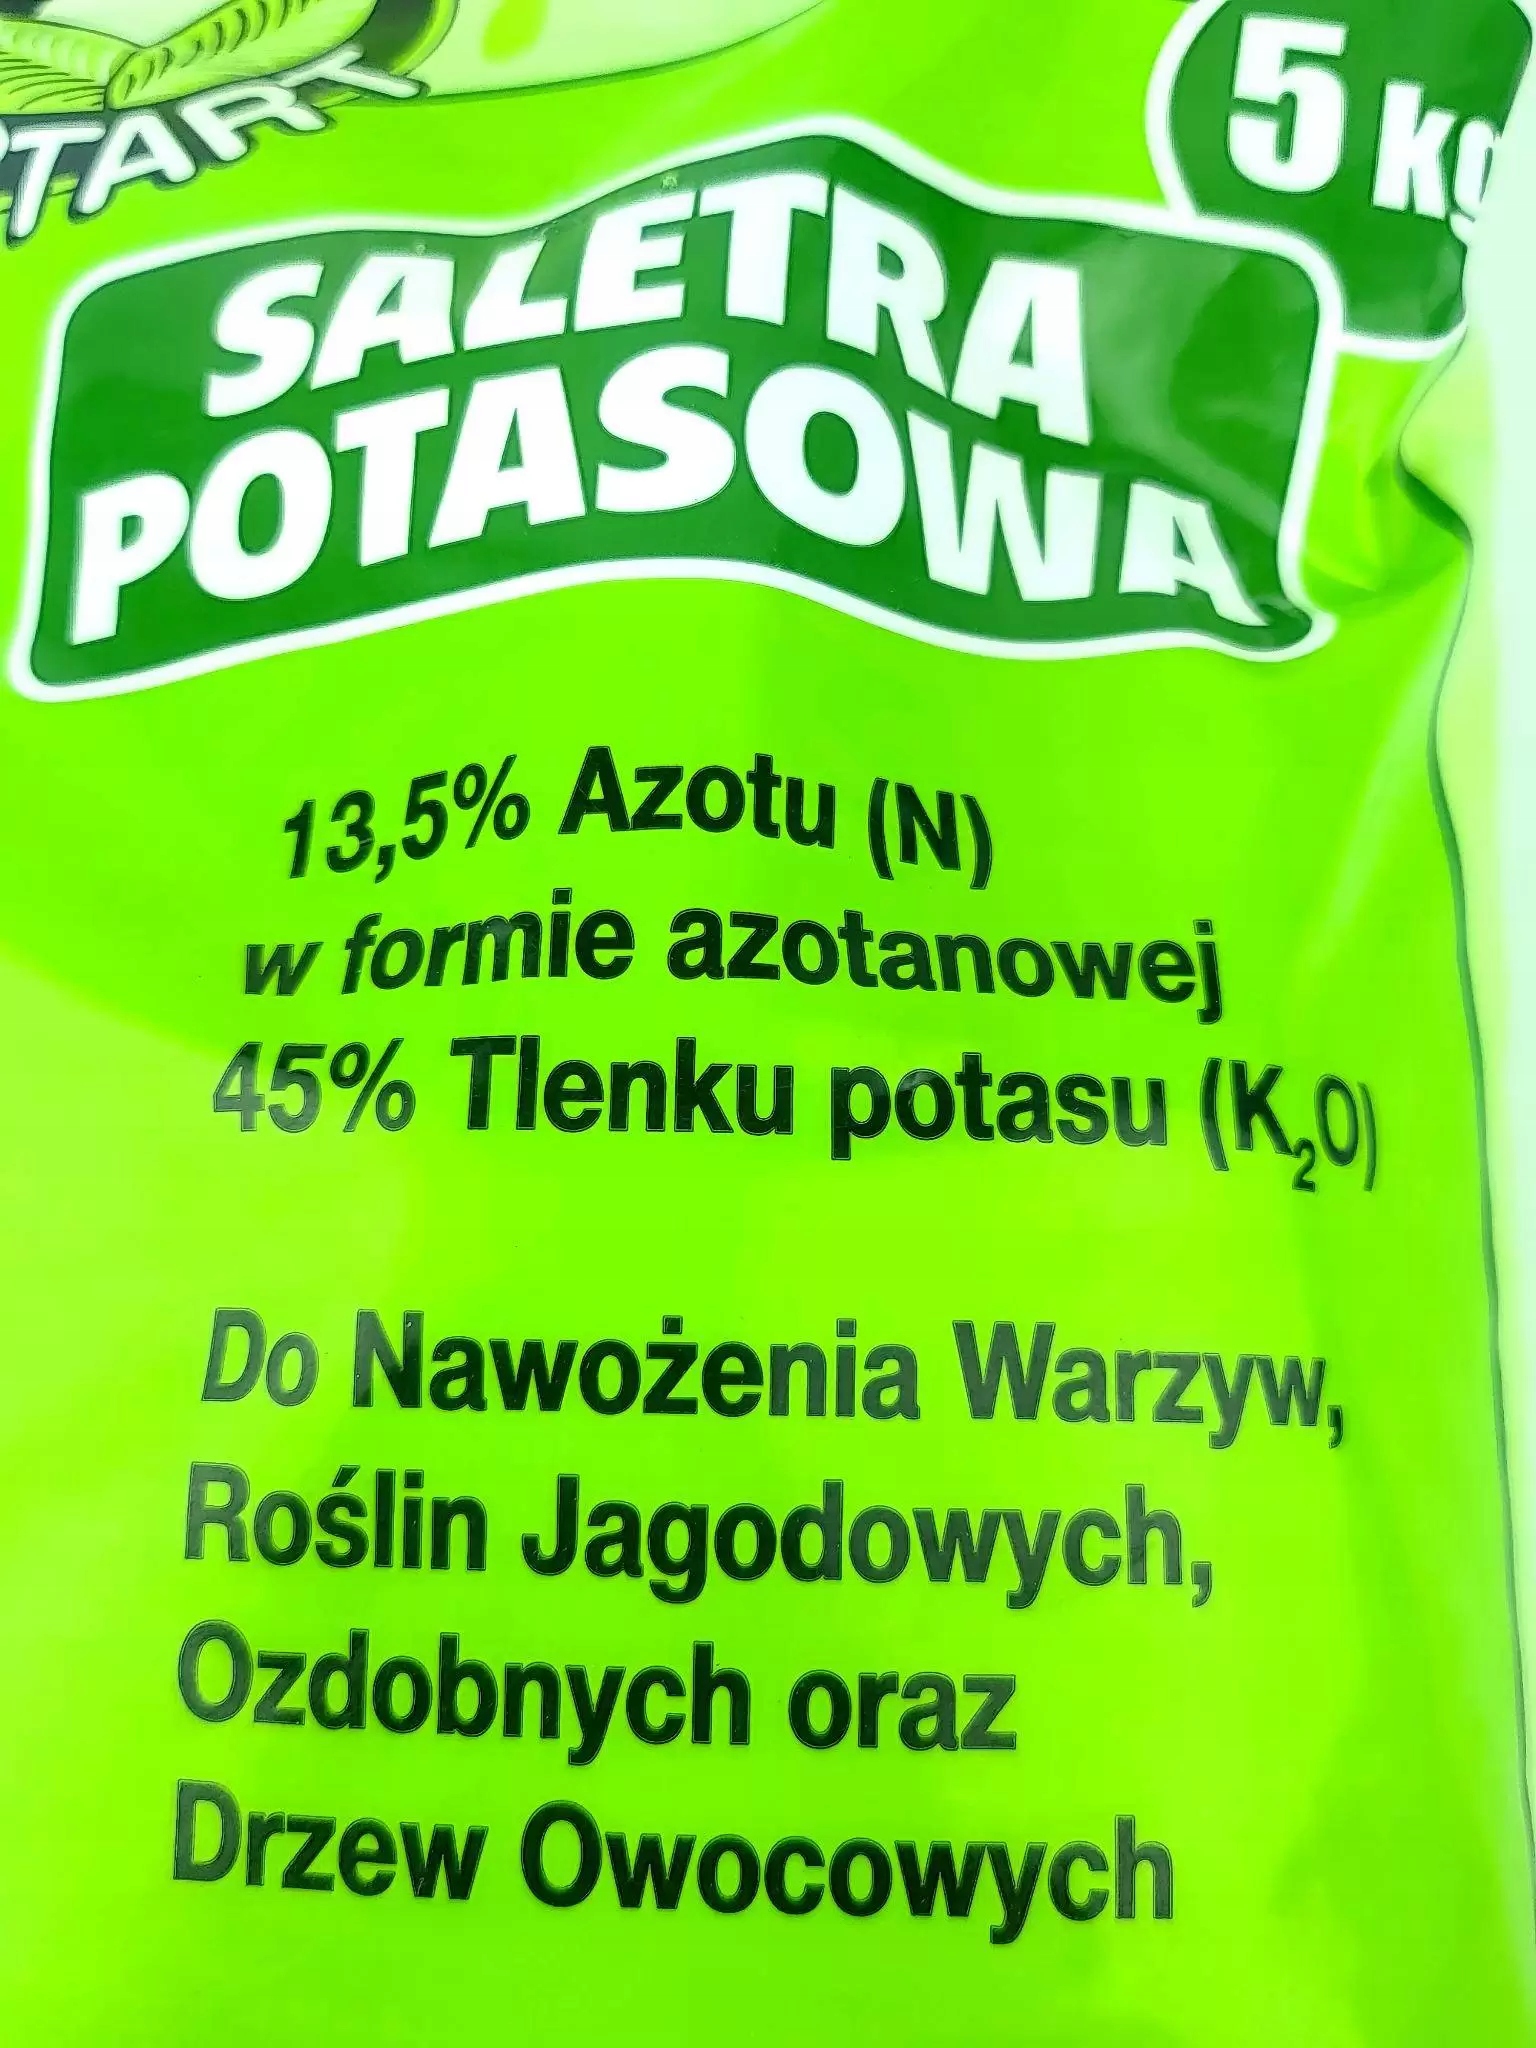 5 kg
SALETRA
POTASOWA
13,5% Azotu (N)
w formie azotanowej
45% Tlenku potasu (K₂O)
Do Nawożenia Warzyw,
Roślin Jagodowych,
Ozdobnych oraz
Drzew Owocowych